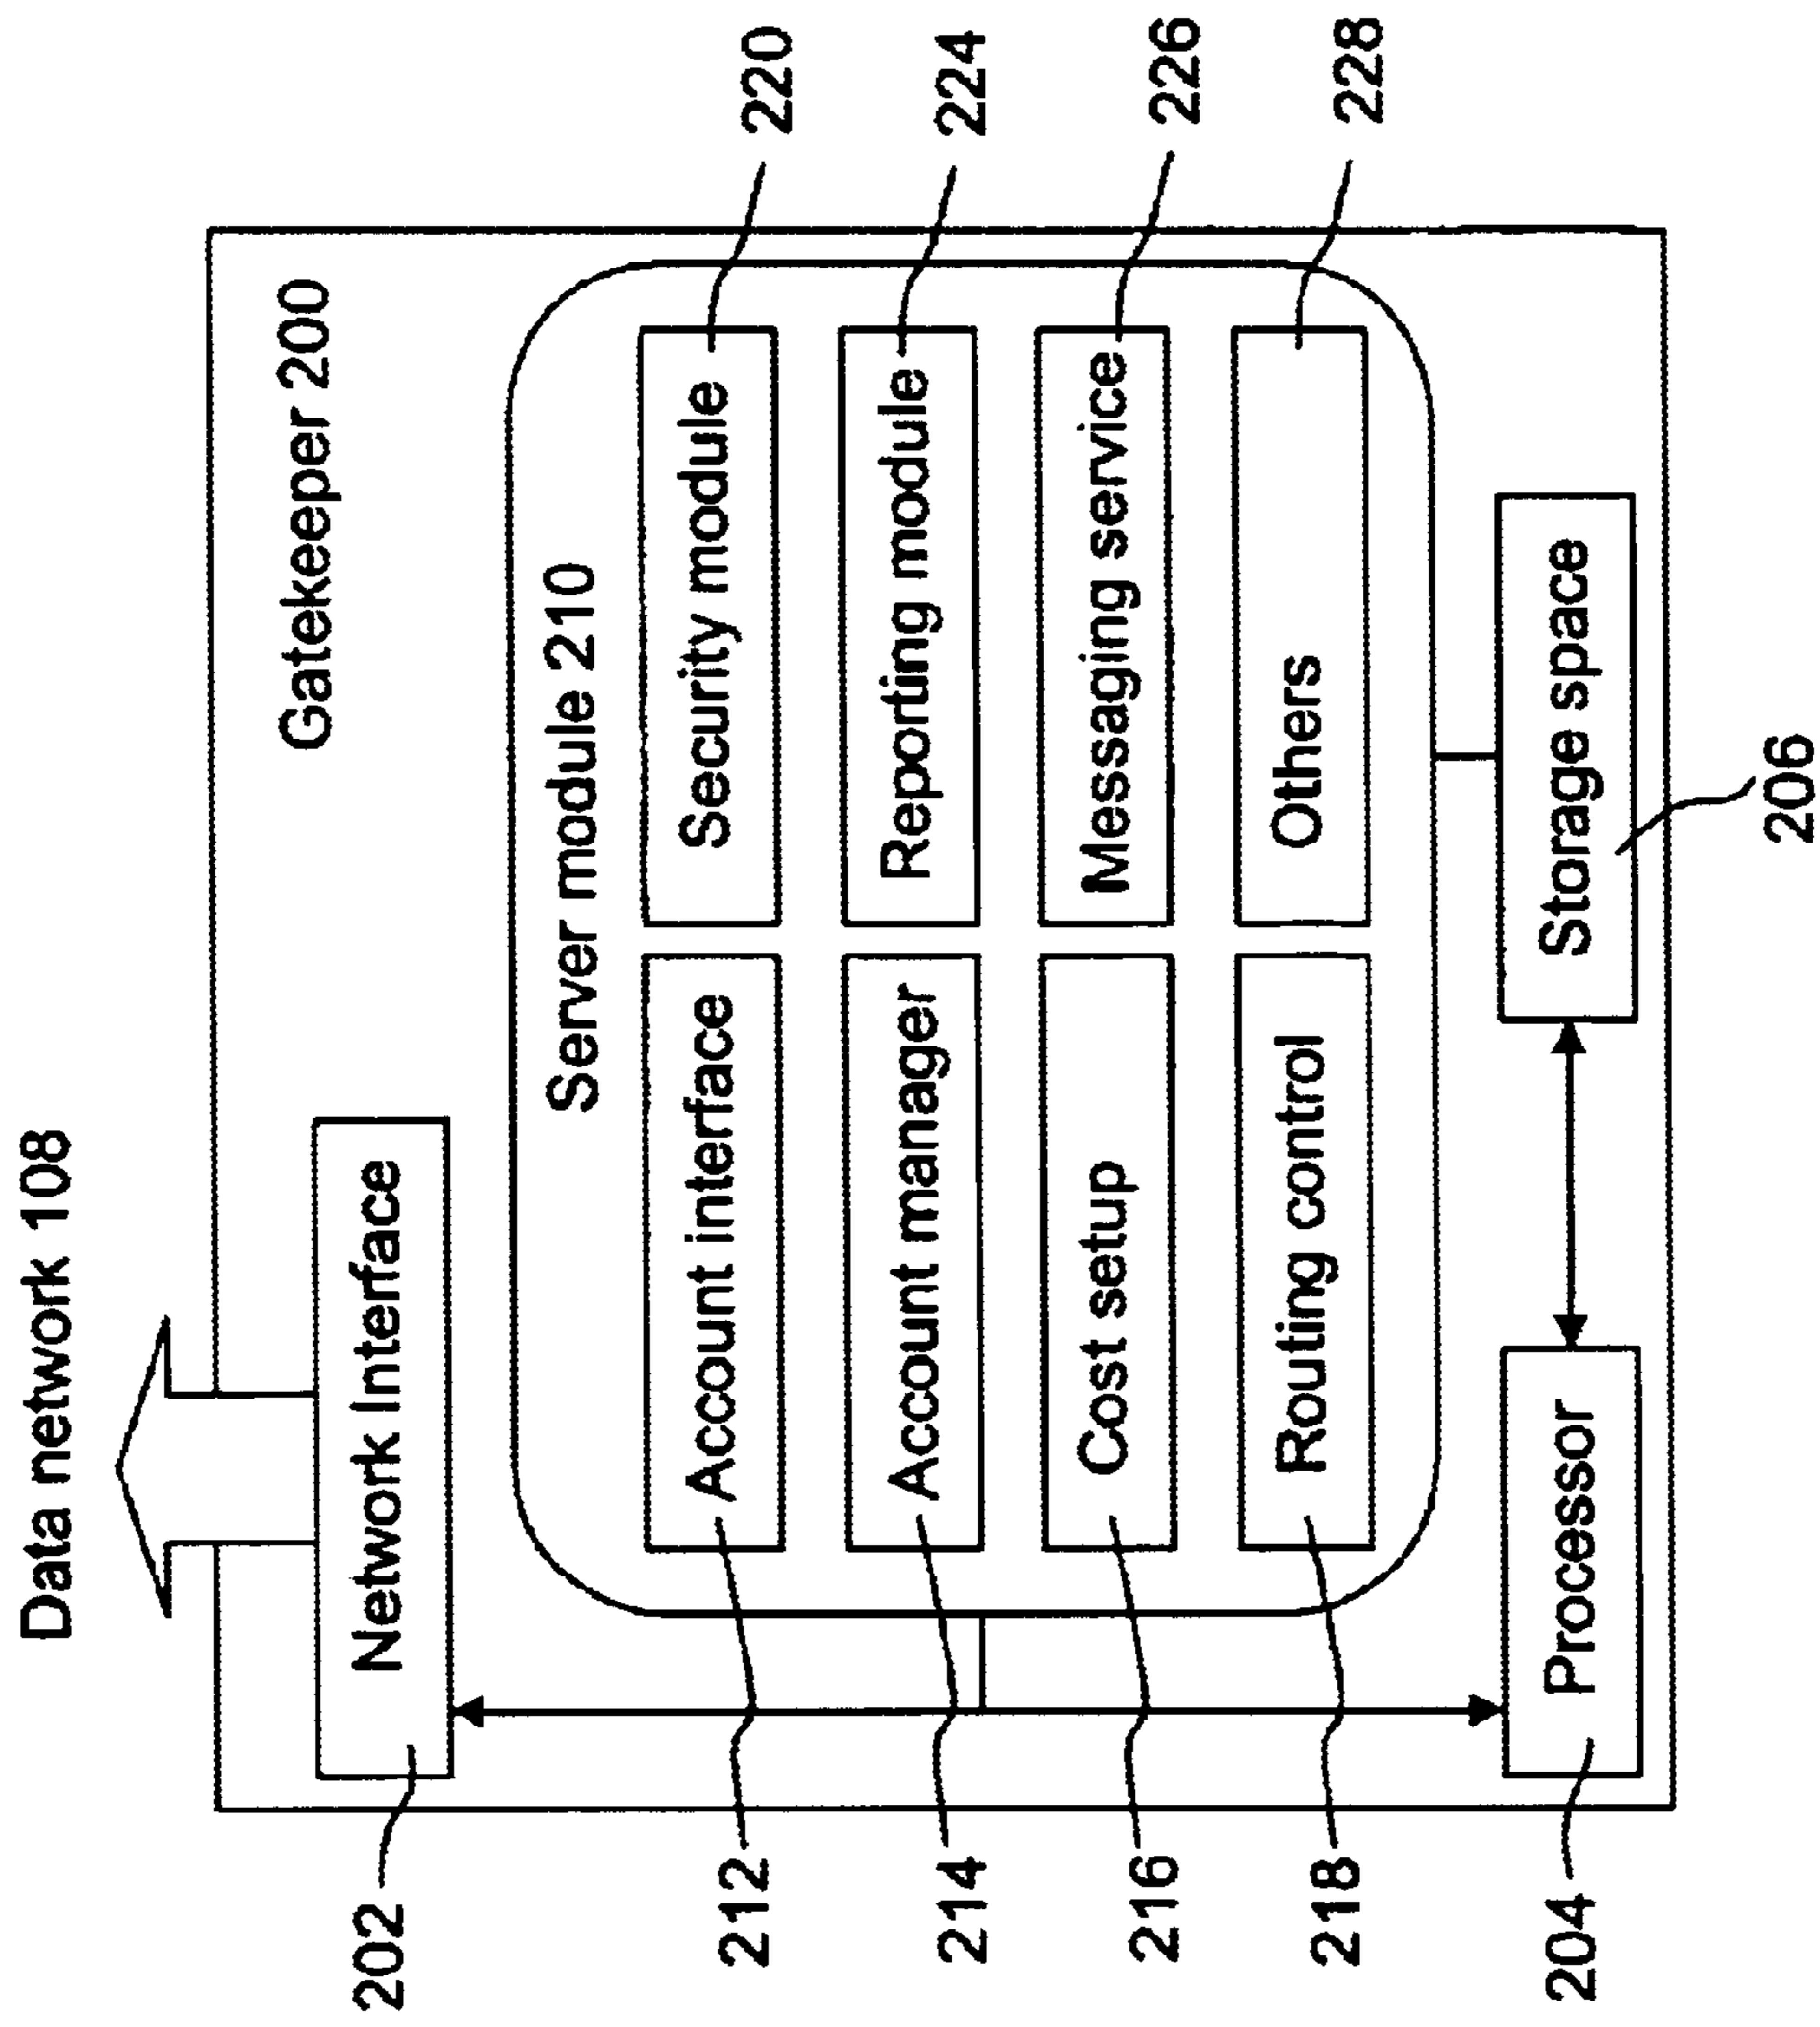 Data network 108
Gatekeeper 200
202
Network Interface
Server module 210
212
Account interface
Security module
220
214
Account manager
Reporting module
224
216
Cost setup
Messaging service
226
218
Routing control
Others
228
204
Processor
Storage space
206